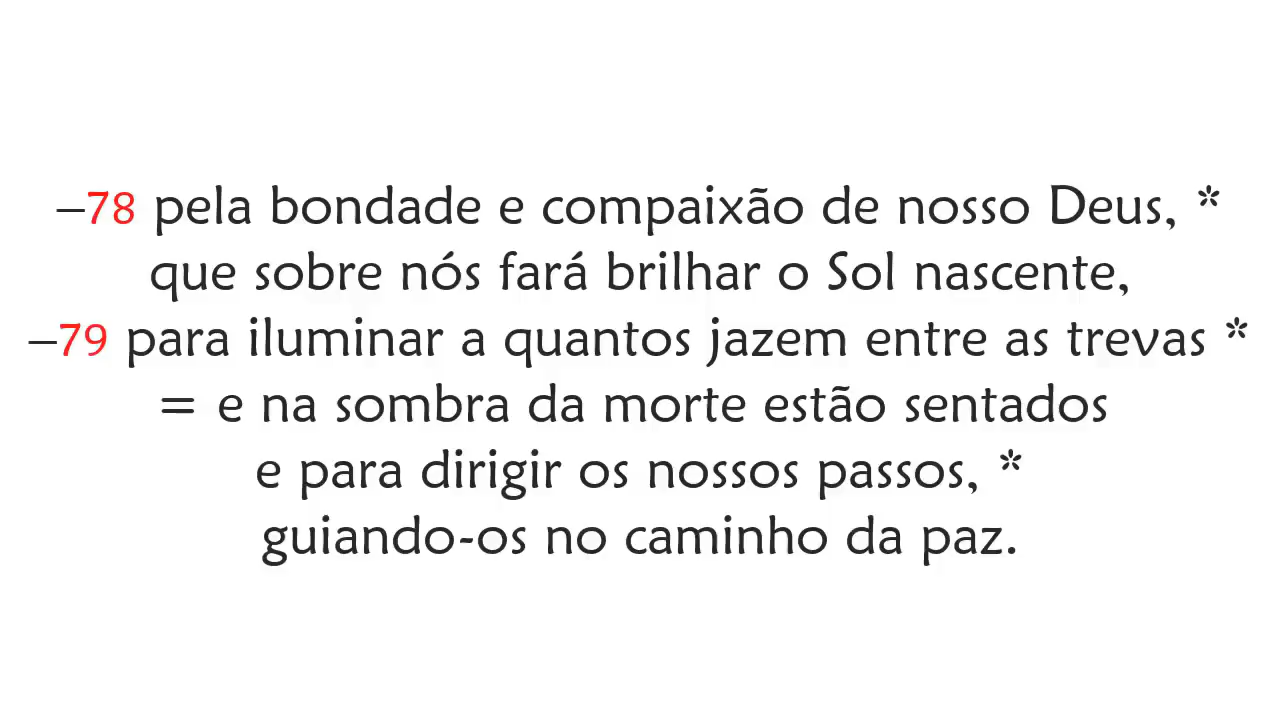 –78 pela bondade e compaixão de nosso Deus, *
que sobre nós fará brilhar o Sol nascente,
–79 para iluminar a quantos jazem entre as trevas *
= e na sombra da morte estão sentados
e para dirigir os nossos passos, *
guiando-os no caminho da paz.